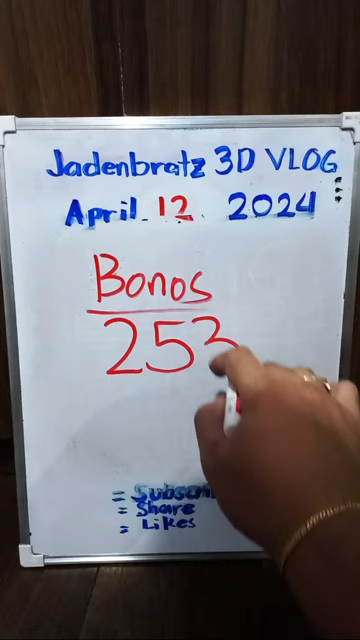 Jadenbratz 3D VLOG
April 12 2024
Bonos
253
= Share
= Likes